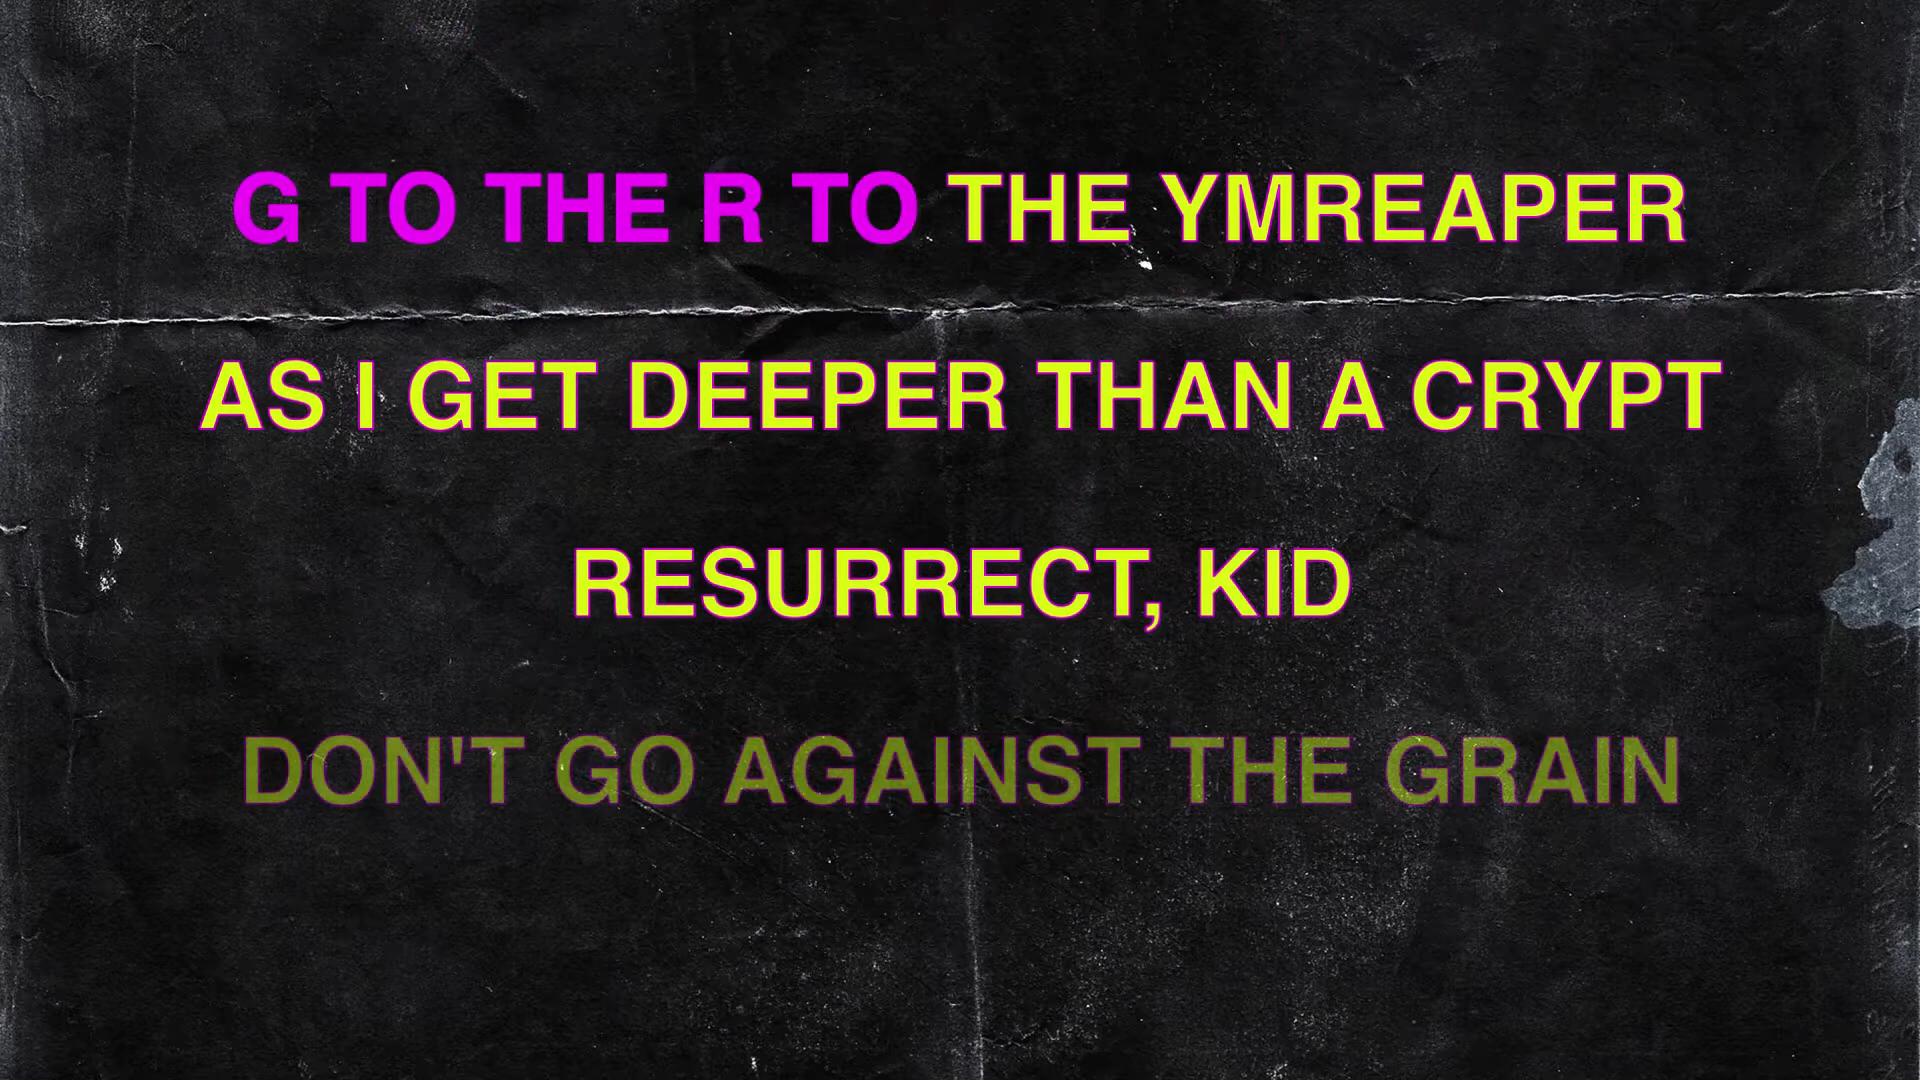 G TO THE R TO THE YMREAPER
AS I GET DEEPER THAN A CRYPT
RESURRECT, KID
DON'T GO AGAINST THE GRAIN